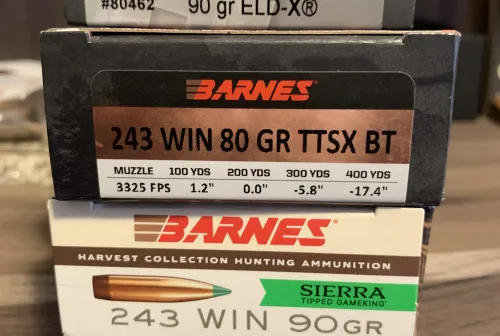 #80462
90 gr ELD-X®
BARNES
243 WIN 80 GR TTSX BT
MUZZLE 100 YDS 200 YDS 300 YDS 400 YDS
3325 FPS 1.2" 0.0" -5.8" -17.4"
BARNES
HARVEST COLLECTION HUNTING AMMUNITION
SIERRA
TIPPED GAMEKING®
243 WIN 90GR